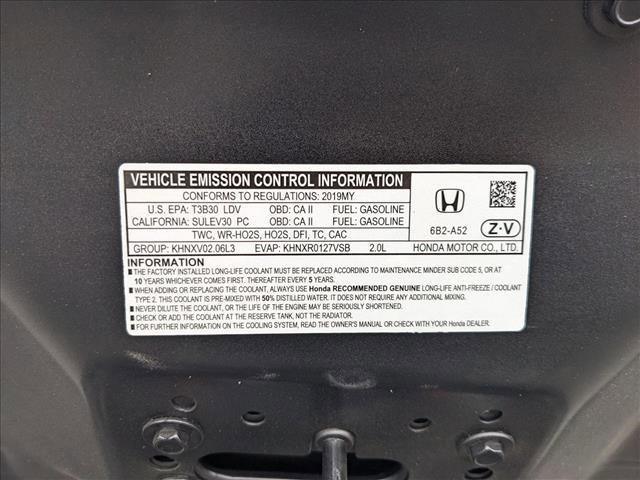 VEHICLE EMISSION CONTROL INFORMATION
CONFORMS TO REGULATIONS: 2019MY
U.S. EPA: T3B30 LDV OBD: CA II FUEL: GASOLINE
CALIFORNIA: SULEV30 PC OBD: CA II FUEL: GASOLINE
TWC, WR-HO2S, HO2S, DFI, TC, CAC
GROUP: KHNXV02.06L3 EVAP: KHNXR0127VSB 2.0L
6B2-A52
Z·V
HONDA MOTOR CO., LTD.
INFORMATION
■ THE FACTORY INSTALLED LONG-LIFE COOLANT MUST BE REPLACED ACCORDING TO MAINTENANCE MINDER SUB CODE 5, OR AT
10 YEARS WHICHEVER COMES FIRST. THEREAFTER EVERY 5 YEARS.
■ WHEN ADDING OR REPLACING THE COOLANT, ALWAYS USE Honda RECOMMENDED GENUINE LONG-LIFE ANTI-FREEZE / COOLANT
TYPE 2. THIS COOLANT IS PRE-MIXED WITH 50% DISTILLED WATER. IT DOES NOT REQUIRE ANY ADDITIONAL MIXING.
■ NEVER DILUTE THE COOLANT, OR THE LIFE OF THE ENGINE MAY BE SERIOUSLY SHORTENED.
■ CHECK OR ADD THE COOLANT AT THE RESERVE TANK, NOT THE RADIATOR.
■ FOR FURTHER INFORMATION ON THE COOLING SYSTEM, READ THE OWNER'S MANUAL OR CHECK WITH YOUR Honda DEALER.